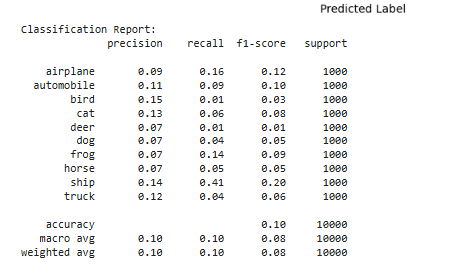 Predicted Label
Classification Report:
precision recall f1-score support
airplane 0.09 0.16 0.12 1000
automobile 0.11 0.09 0.10 1000
bird 0.15 0.01 0.03 1000
cat 0.13 0.06 0.08 1000
deer 0.07 0.01 0.01 1000
dog 0.07 0.04 0.05 1000
frog 0.07 0.14 0.09 1000
horse 0.07 0.05 0.05 1000
ship 0.14 0.41 0.20 1000
truck 0.12 0.04 0.06 1000
accuracy 0.10 10000
macro avg 0.10 0.10 0.08 10000
weighted avg 0.10 0.10 0.08 10000